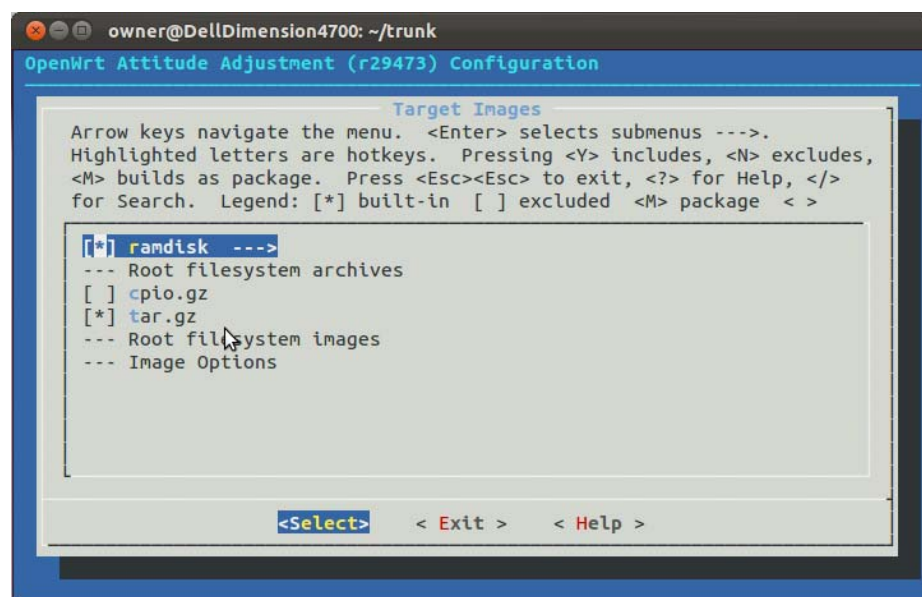 owner@DellDimension4700: ~/trunk
OpenWrt Attitude Adjustment (r29473) Configuration
Target Images
Arrow keys navigate the menu.  <Enter> selects submenus --->.
Highlighted letters are hotkeys.  Pressing <Y> includes, <N> excludes,
<M> builds as package.  Press <Esc><Esc> to exit, <?> for Help, </>
for Search.  Legend: [*] built-in  [ ] excluded  <M> package  < >
[*] ramdisk  --->
--- Root filesystem archives
[ ] cpio.gz
[*] tar.gz
--- Root filesystem images
--- Image Options
<Select>    < Exit >    < Help >